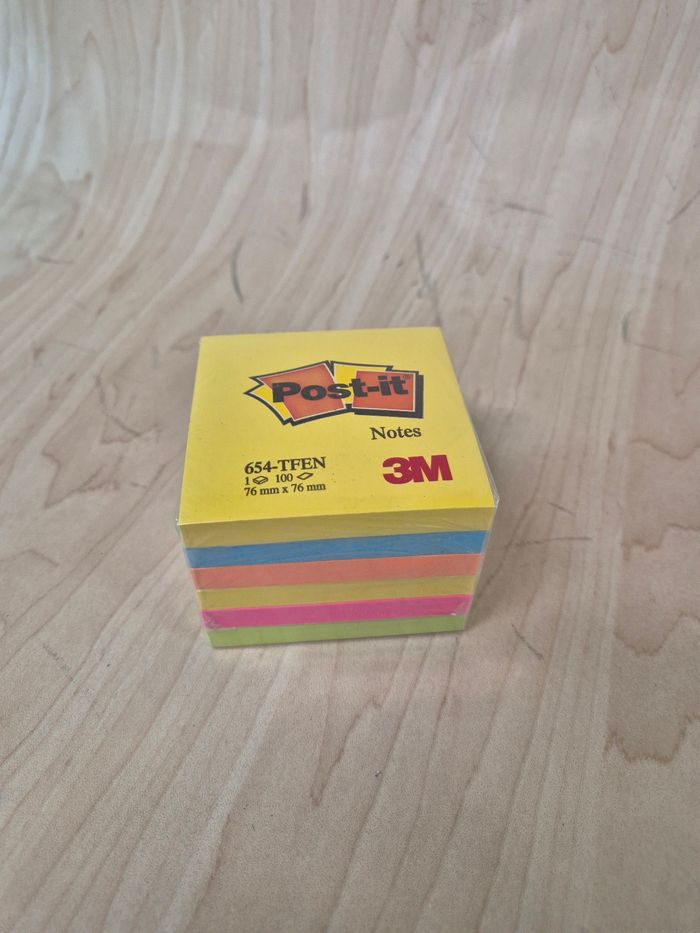 Post-it®
Notes
654-TFEN
1 100
76 mm x 76 mm
3M